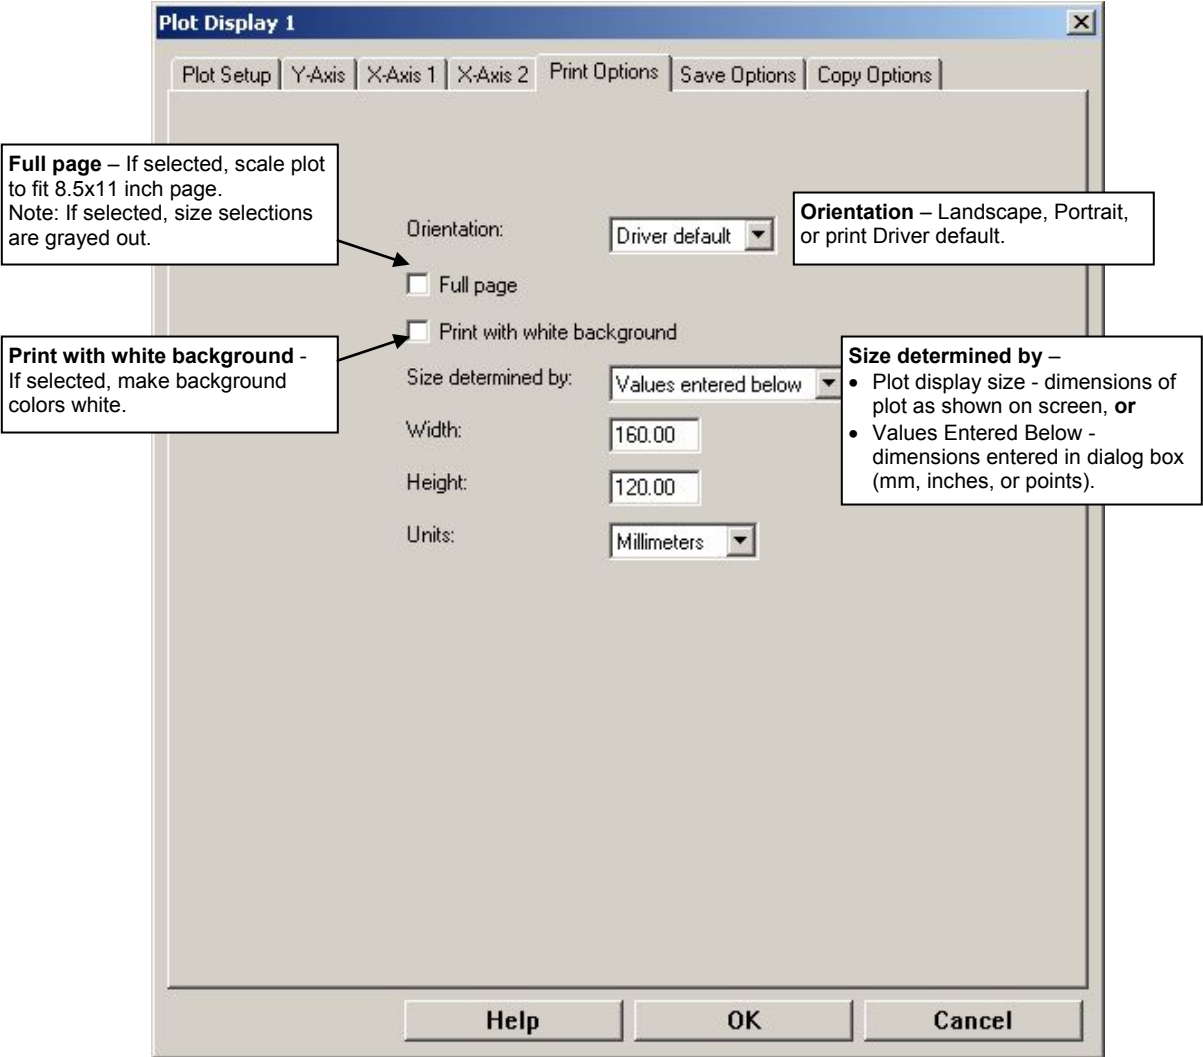 Plot Display 1
Plot Setup
Y-Axis
X-Axis 1
X-Axis 2
Print Options
Save Options
Copy Options
Full page – If selected, scale plot
to fit 8.5x11 inch page.
Note: If selected, size selections
are grayed out.
Orientation:
Driver default
Orientation – Landscape, Portrait,
or print Driver default.
Full page
Print with white background
Print with white background -
If selected, make background
colors white.
Size determined by:
Values entered below
Size determined by –
• Plot display size - dimensions of
plot as shown on screen, or
• Values Entered Below -
dimensions entered in dialog box
(mm, inches, or points).
Width:
160.00
Height:
120.00
Units:
Millimeters
Help
OK
Cancel